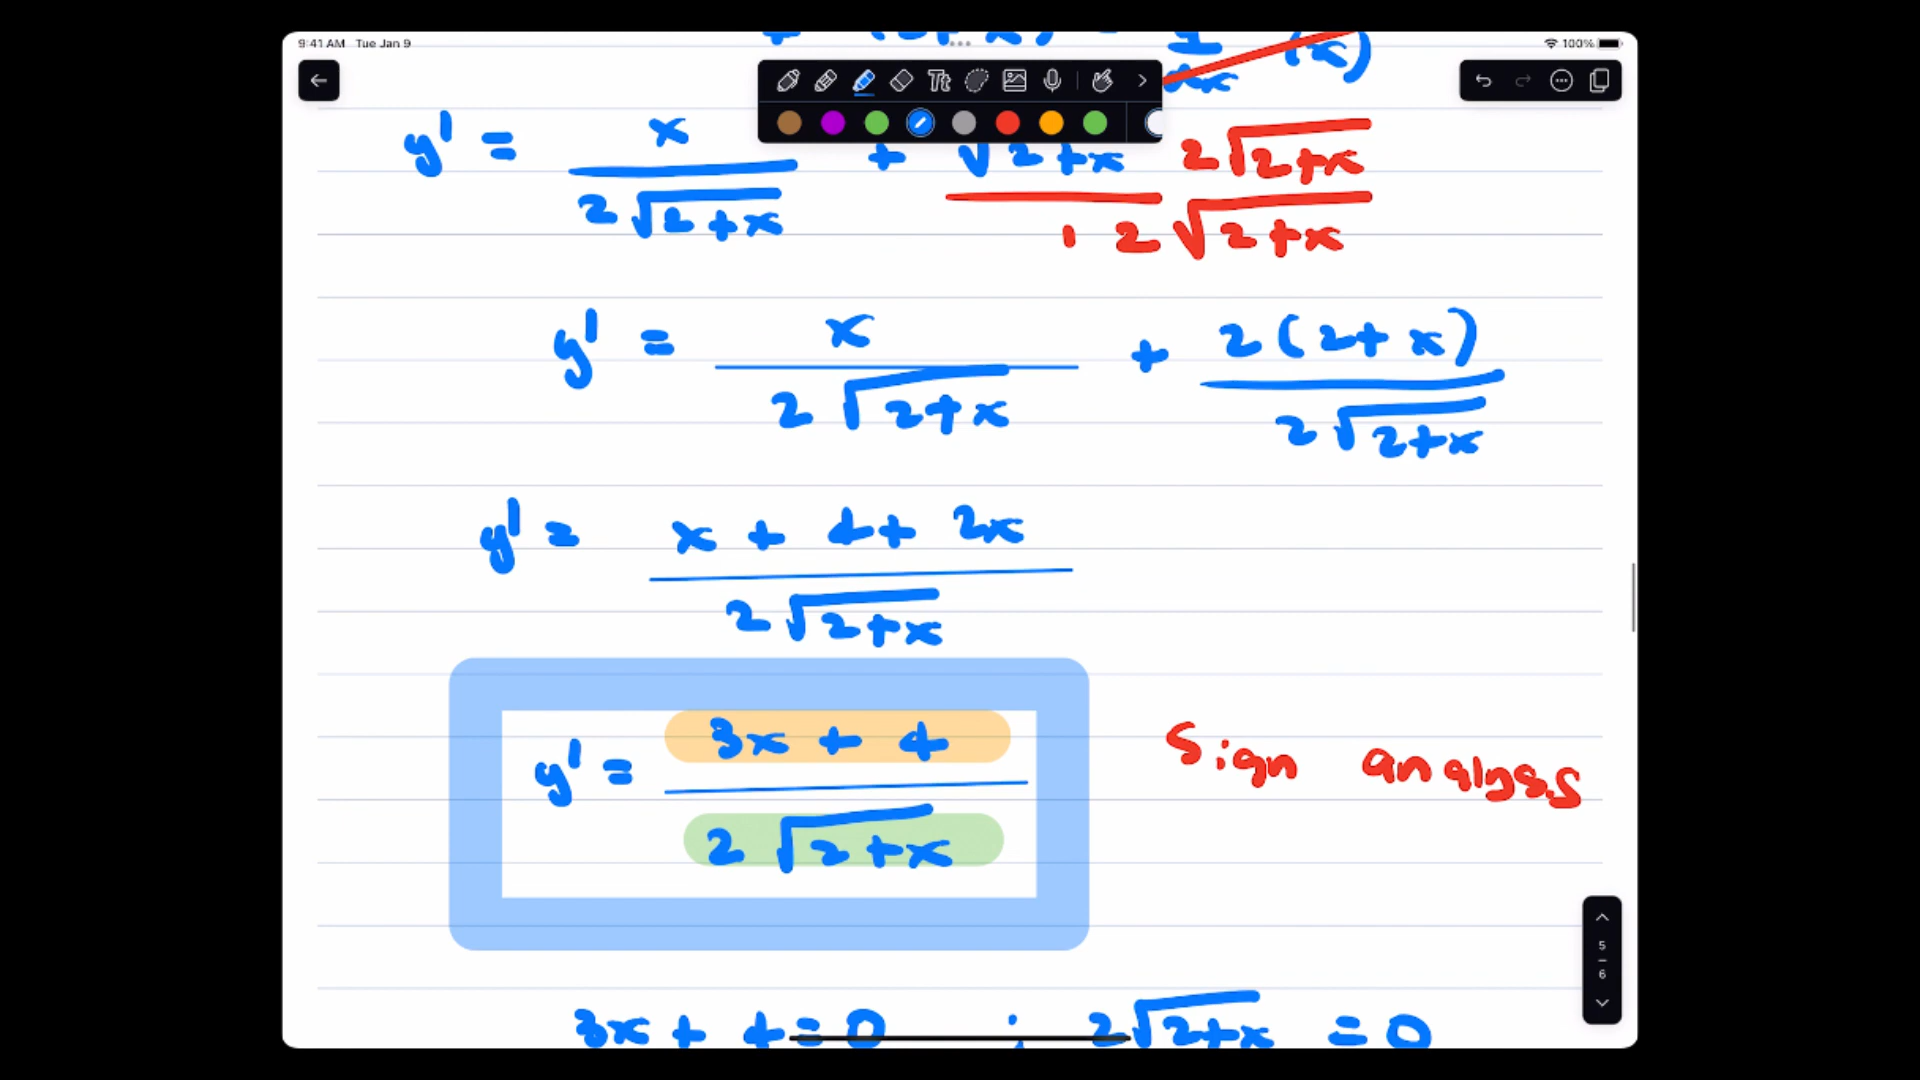 9:41 AM Tue Jan 9
100%
Tt
(x)
y' = x / 2√2+x + √2+x 2√2+x / 1 2√2+x
y' = x / 2√2+x + 2(2+x) / 2√2+x
y' = x + 4 + 2x / 2√2+x
y' = 3x + 4 / 2√2+x
Sign analysis
5
–
6
3x + 4 = 0 ; 2√2+x = 0